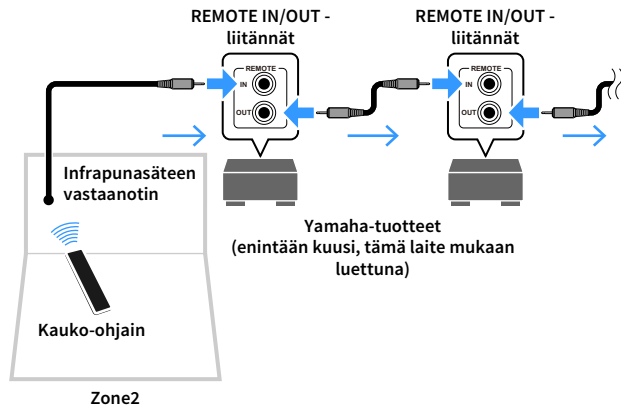 REMOTE IN/OUT -
liitännät
REMOTE IN/OUT -
liitännät
REMOTE
IN
OUT
REMOTE
IN
OUT
Infrapunasäteen
vastaanotin
Yamaha-tuotteet
(enintään kuusi, tämä laite mukaan
luettuna)
Kauko-ohjain
Zone2